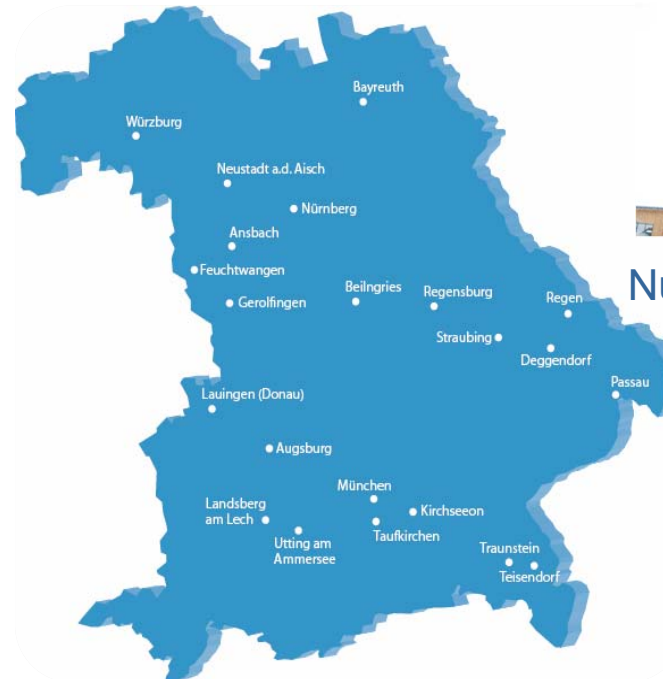 Bayreuth
Würzburg
Neustadt a.d. Aisch
Nürnberg
Ansbach
Feuchtwangen
Gerolfingen
Beilngries
Regensburg
Regen
Straubing
Deggendorf
Passau
Lauingen (Donau)
Augsburg
München
Landsberg
am Lech
Kirchseeon
Taufkirchen
Utting am
Ammersee
Traunstein
Teisendorf